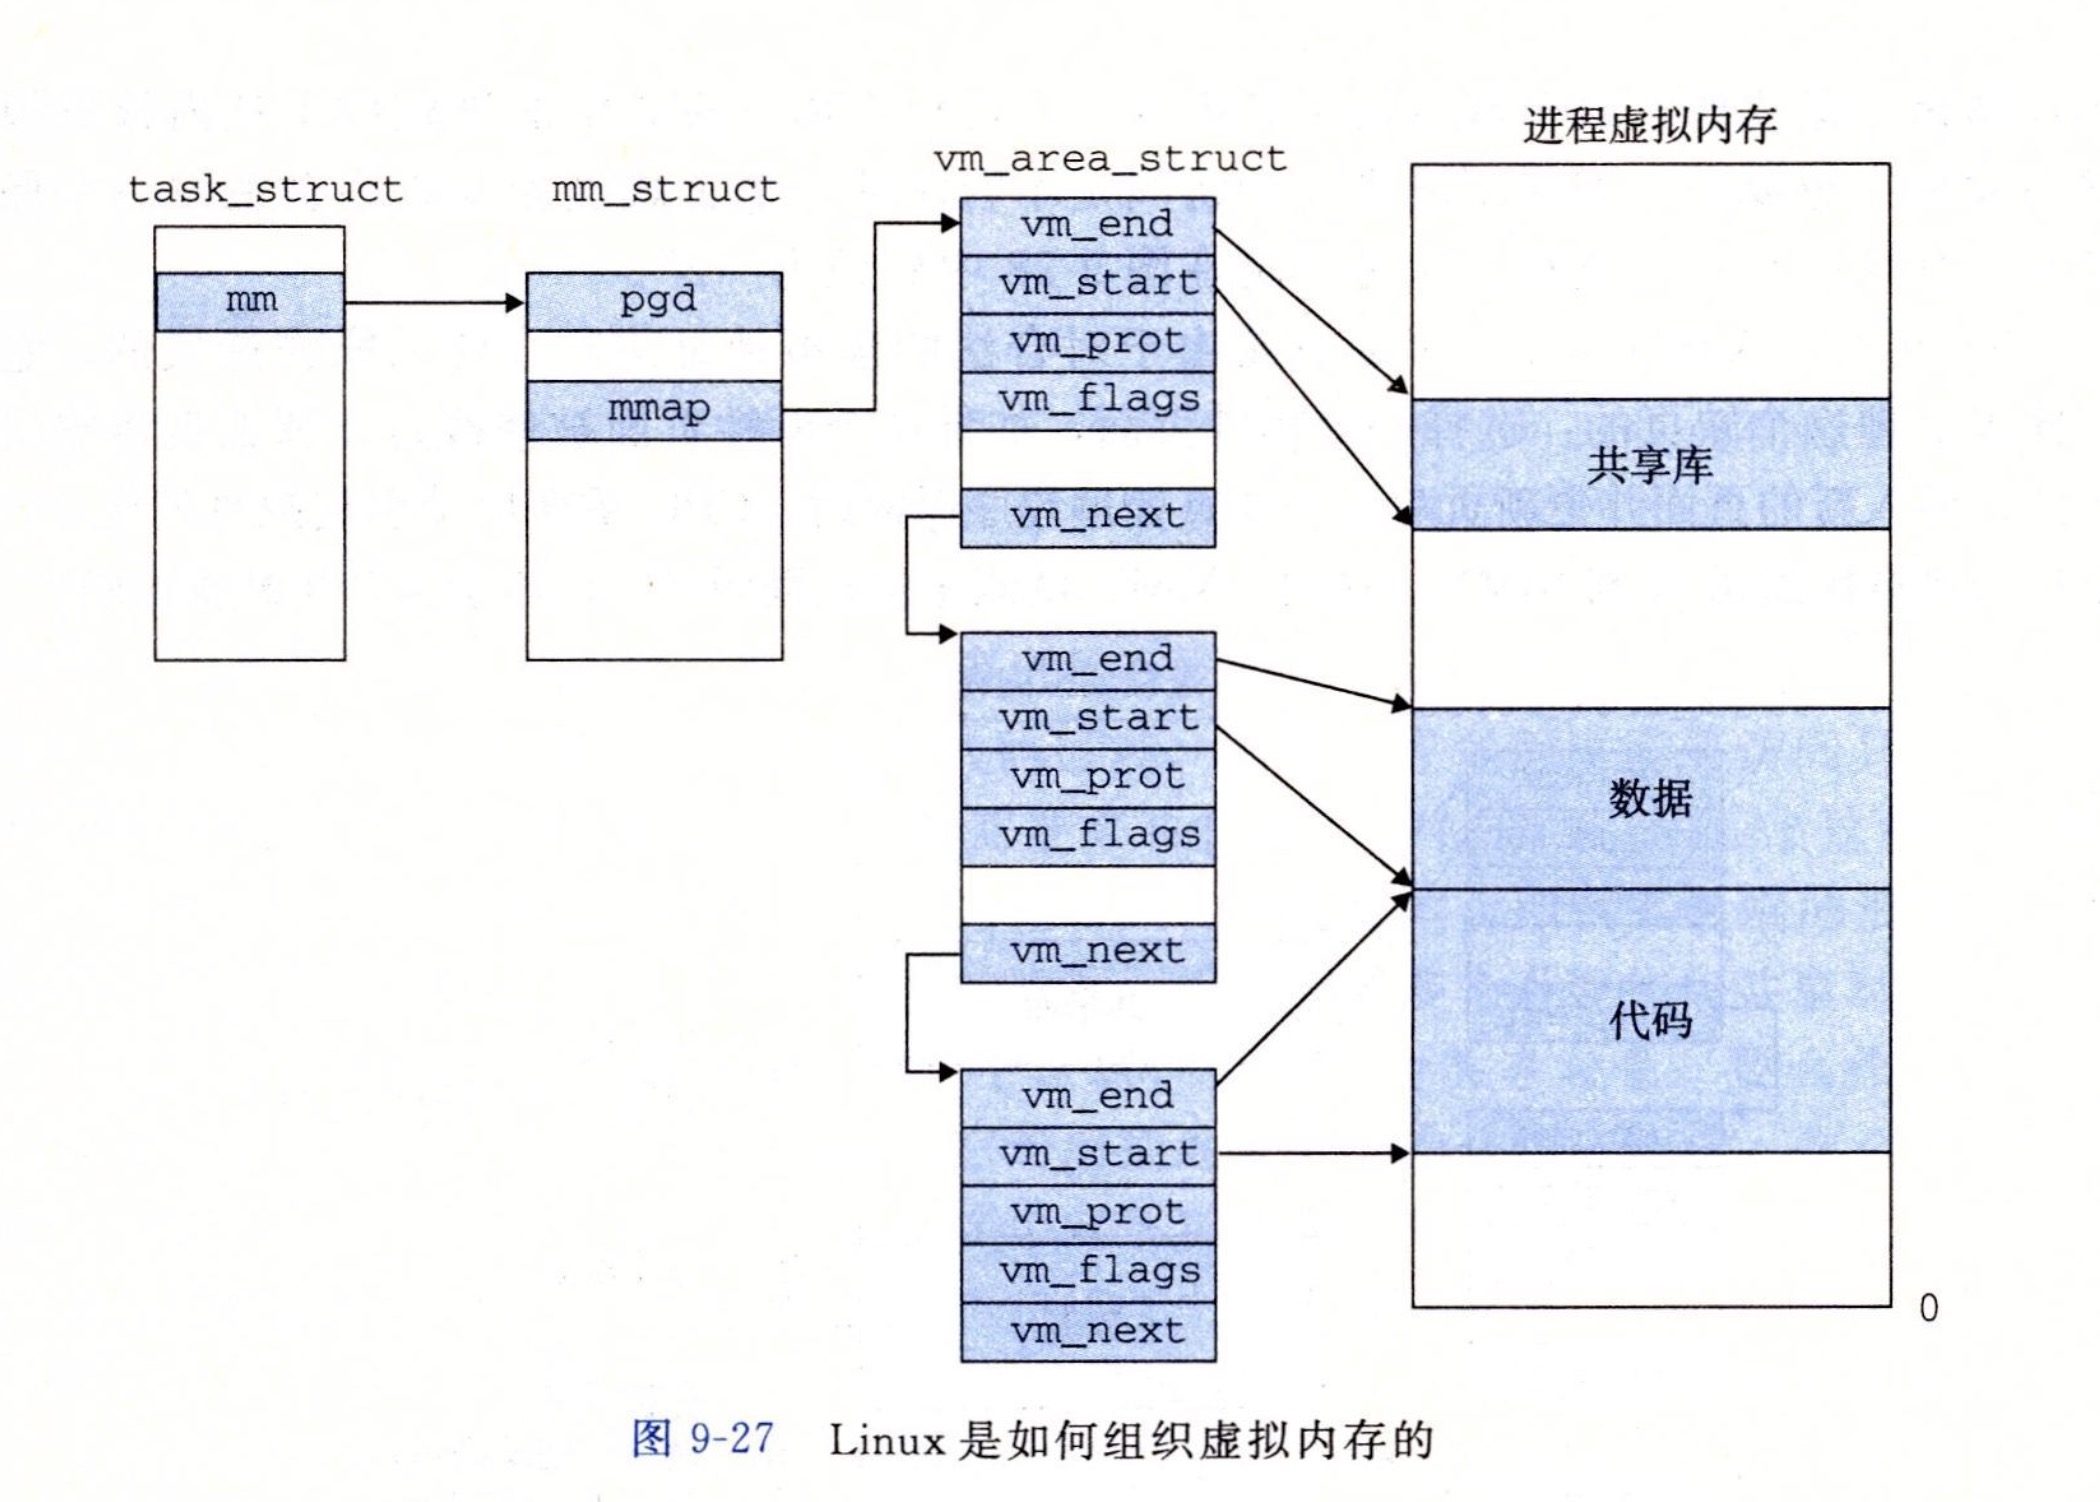 进程虚拟内存
vm_area_struct
task_struct
mm_struct
mm
pgd
mmap
vm_end
vm_start
vm_prot
vm_flags
vm_next
vm_end
vm_start
vm_prot
vm_flags
vm_next
vm_end
vm_start
vm_prot
vm_flags
vm_next
共享库
数据
代码
0
图 9-27 Linux 是如何组织虚拟内存的